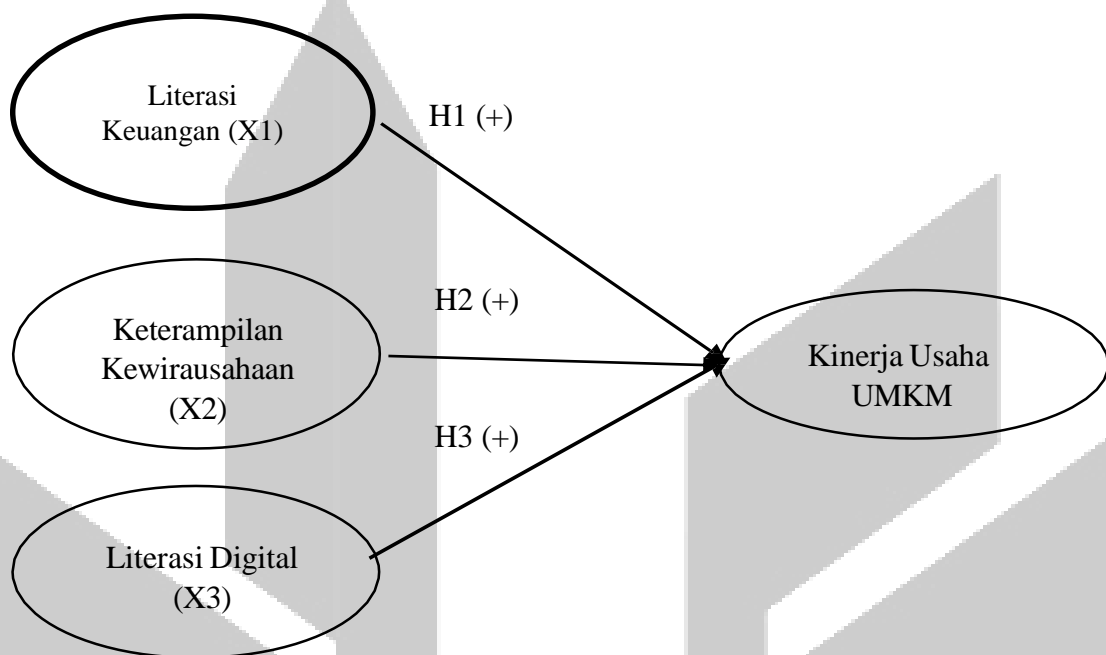 Literasi
Keuangan (X1)
H1 (+)
Keterampilan
Kewirausahaan
(X2)
H2 (+)
Kinerja Usaha
UMKM
H3 (+)
Literasi Digital
(X3)